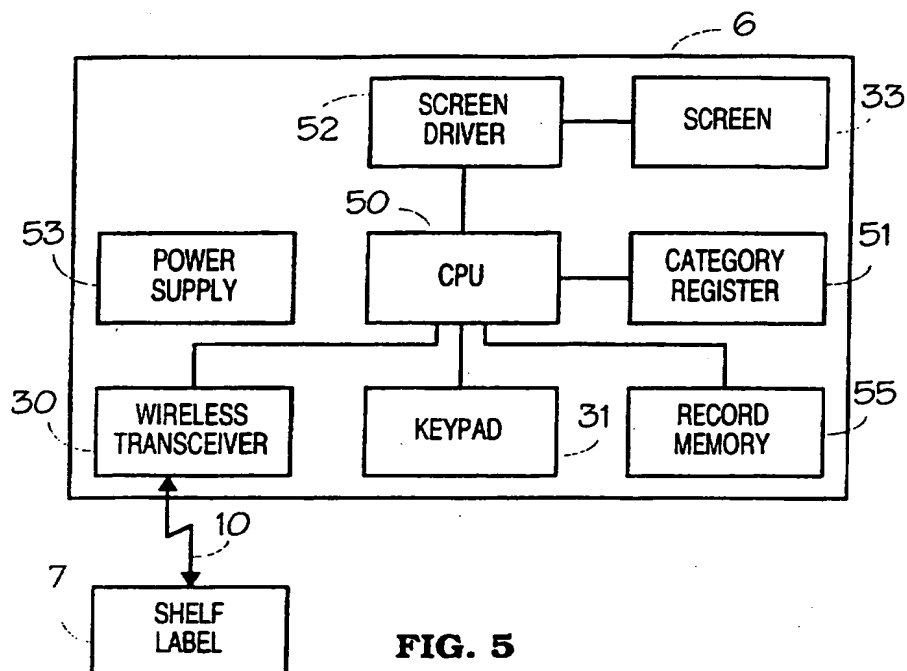 6
SCREEN
DRIVER
52
SCREEN
33
50
53
POWER
SUPPLY
CPU
CATEGORY
REGISTER
51
30
WIRELESS
TRANSCEIVER
KEYPAD
31
RECORD
MEMORY
55
10
7
SHELF
LABEL
FIG. 5